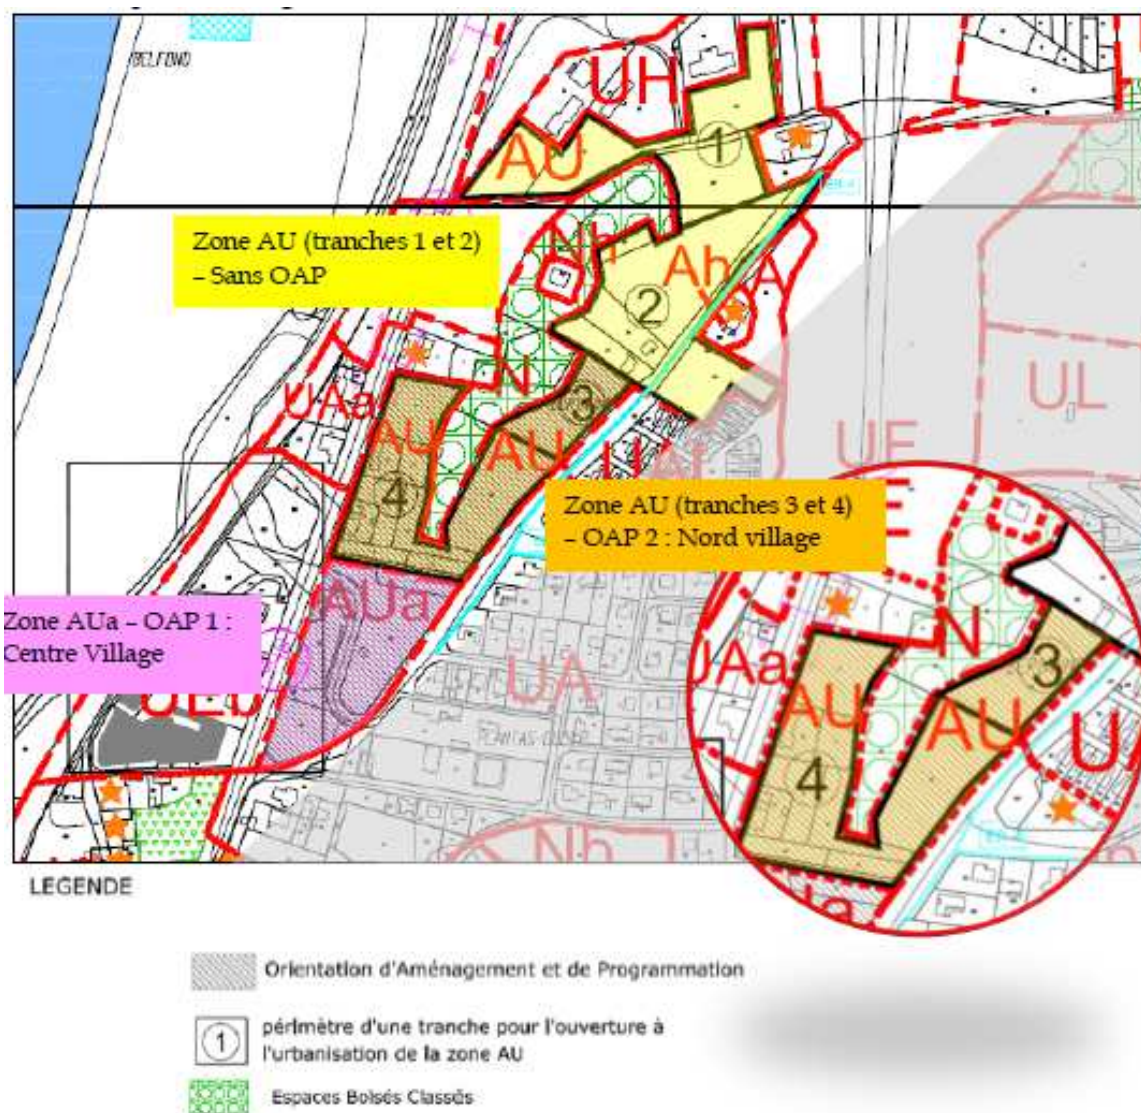 BELFOND
UH
AU
1
Zone AU (tranches 1 et 2)
– Sans OAP
Nh
Ah
A
2
N
3
UAa
AU
AU
4
UL
UE
Zone AU (tranches 3 et 4)
– OAP 2 : Nord village
E
AUa
Zone AUa – OAP 1 :
Centre Village
UA
UEb
N
3
UAa
AU
AU
4
Nh
LEGENDE
Orientation d'Aménagement et de Programmation
1
périmètre d'une tranche pour l'ouverture à
l'urbanisation de la zone AU
Espaces Boisés Classés